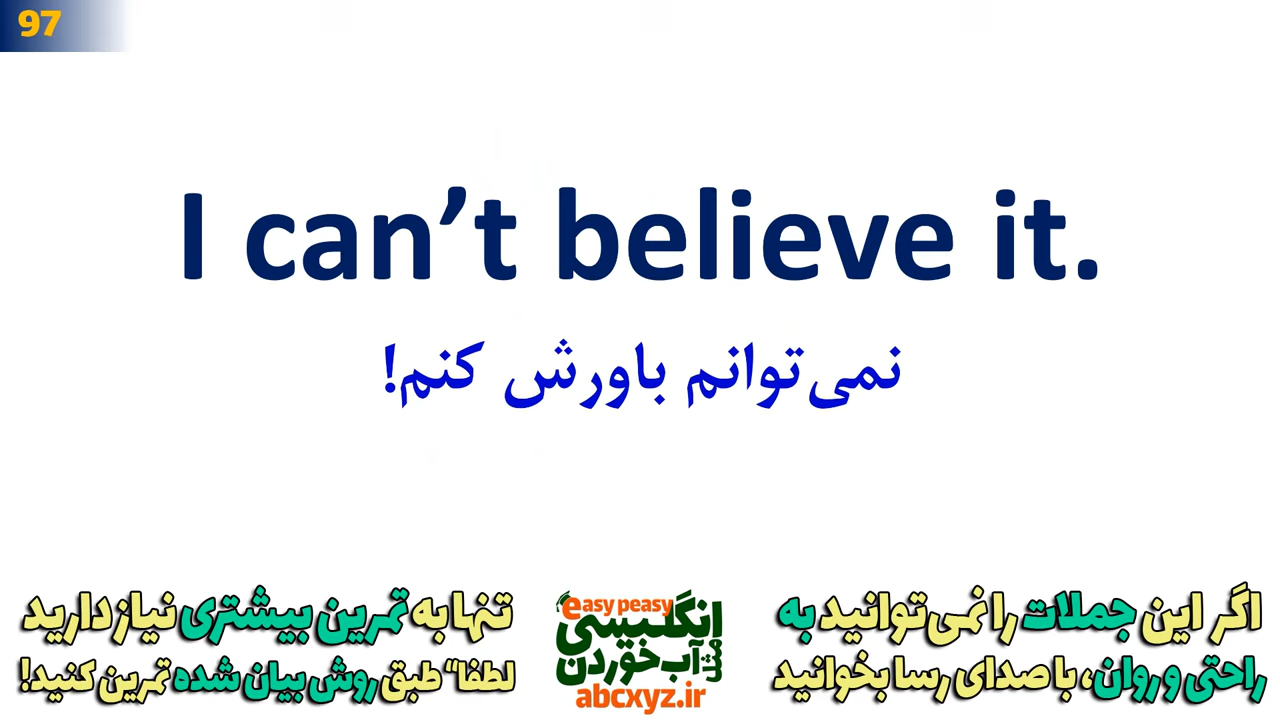 97
I can’t believe it.
نمی‌توانم باورش کنم!
اگر این جملات را نمی‌توانید به
راحتی و روان، با صدای رسا بخوانید
easy peasy
انگلیسی
مثل آب خوردن
abcxyz.ir
تنها به تمرین بیشتری نیاز دارید
لطفا“ طبق روش بیان شده تمرین کنید!